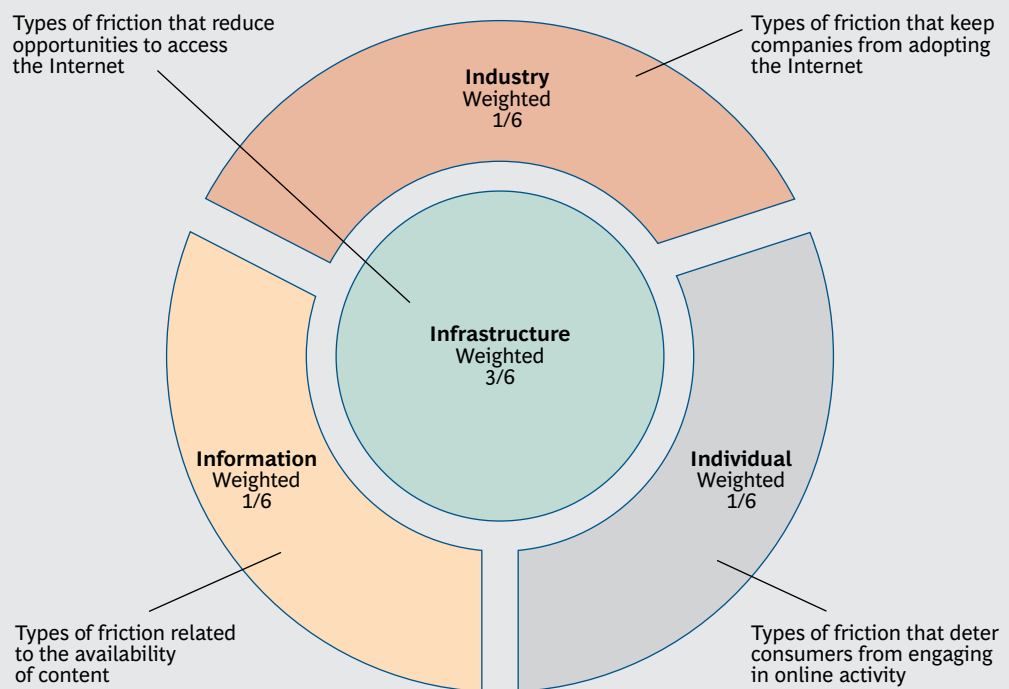 Types of friction that reduce
opportunities to access
the Internet
Types of friction that keep
companies from adopting
the Internet
Industry
Weighted
1/6
Infrastructure
Weighted
3/6
Information
Weighted
1/6
Individual
Weighted
1/6
Types of friction related
to the availability
of content
Types of friction that deter
consumers from engaging
in online activity